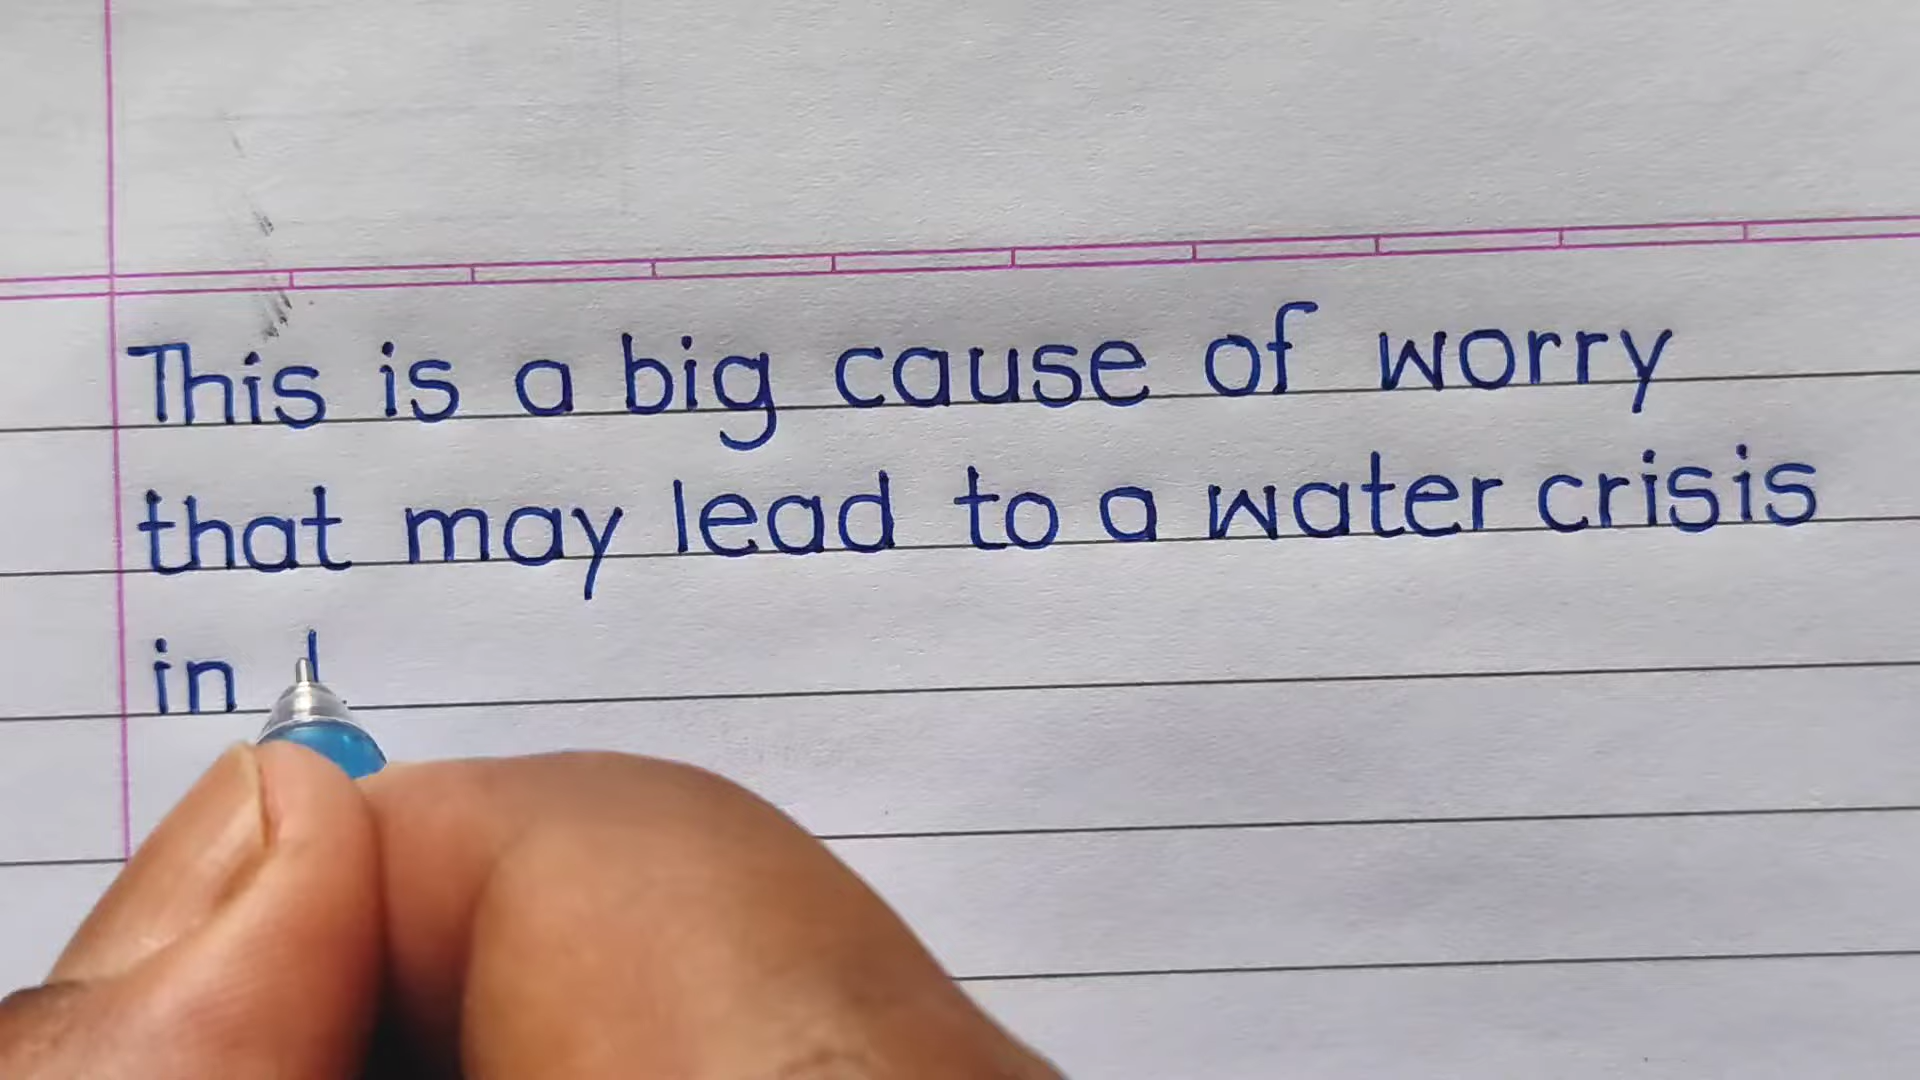 This is a big cause of worry
that may lead to a water crisis
in